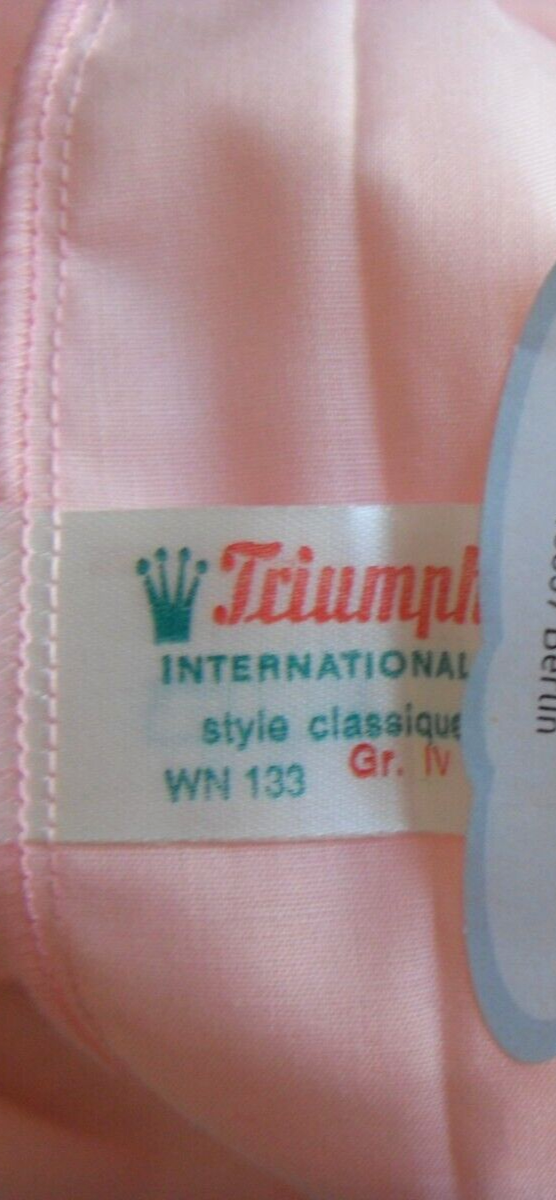 Triumph
INTERNATIONAL
style classique
Gr. IV
WN 133
Berlin